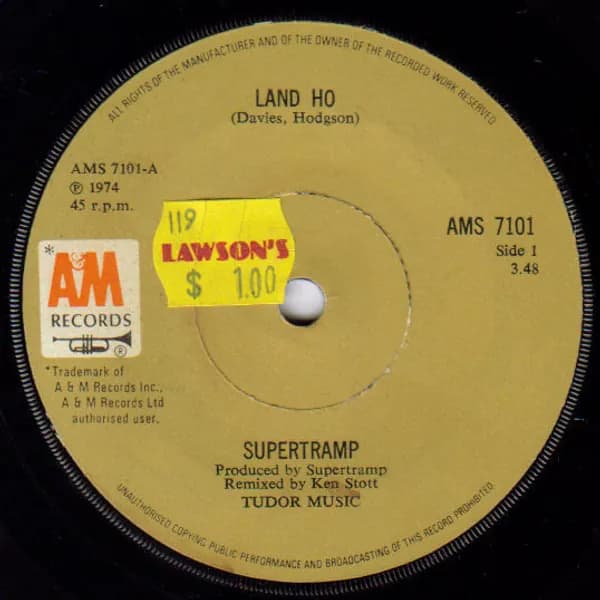 ALL RIGHTS OF THE MANUFACTURER AND OF THE OWNER OF THE RECORDED WORK RESERVED
LAND HO
(Davies, Hodgson)
AMS 7101-A
℗ 1974
45 r.p.m.
119
LAWSON'S
$ 1.00
AMS 7101
Side 1
3.48
*A&M
RECORDS
®
*Trademark of
A & M Records Inc.,
A & M Records Ltd
authorised user.
SUPERTRAMP
Produced by Supertramp
Remixed by Ken Stott
TUDOR MUSIC
UNAUTHORISED COPYING PUBLIC PERFORMANCE AND BROADCASTING OF THIS RECORD PROHIBITED